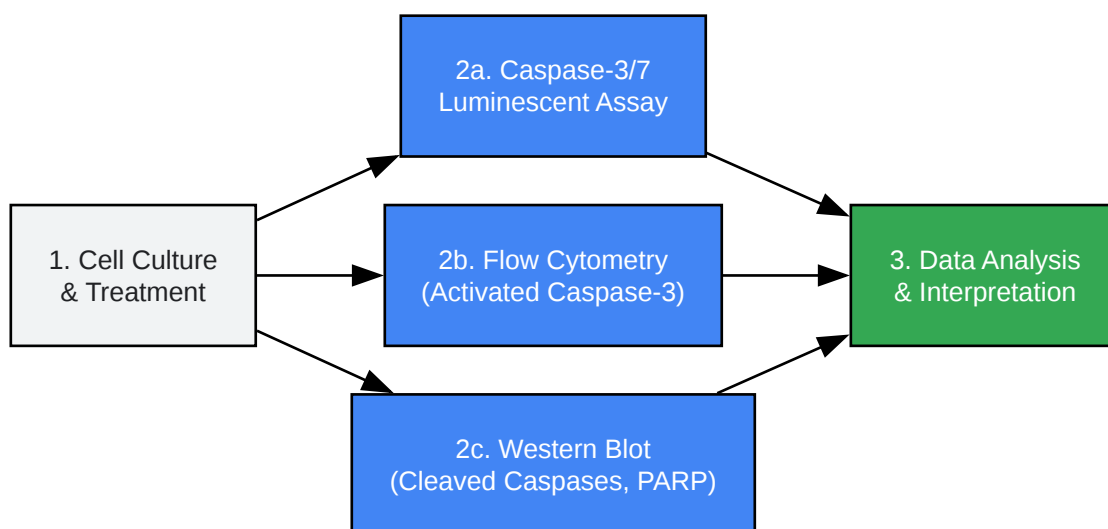 2a. Caspase-3/7
Luminescent Assay
1. Cell Culture
& Treatment
2b. Flow Cytometry
(Activated Caspase-3)
3. Data Analysis
& Interpretation
2c. Western Blot
(Cleaved Caspases, PARP)